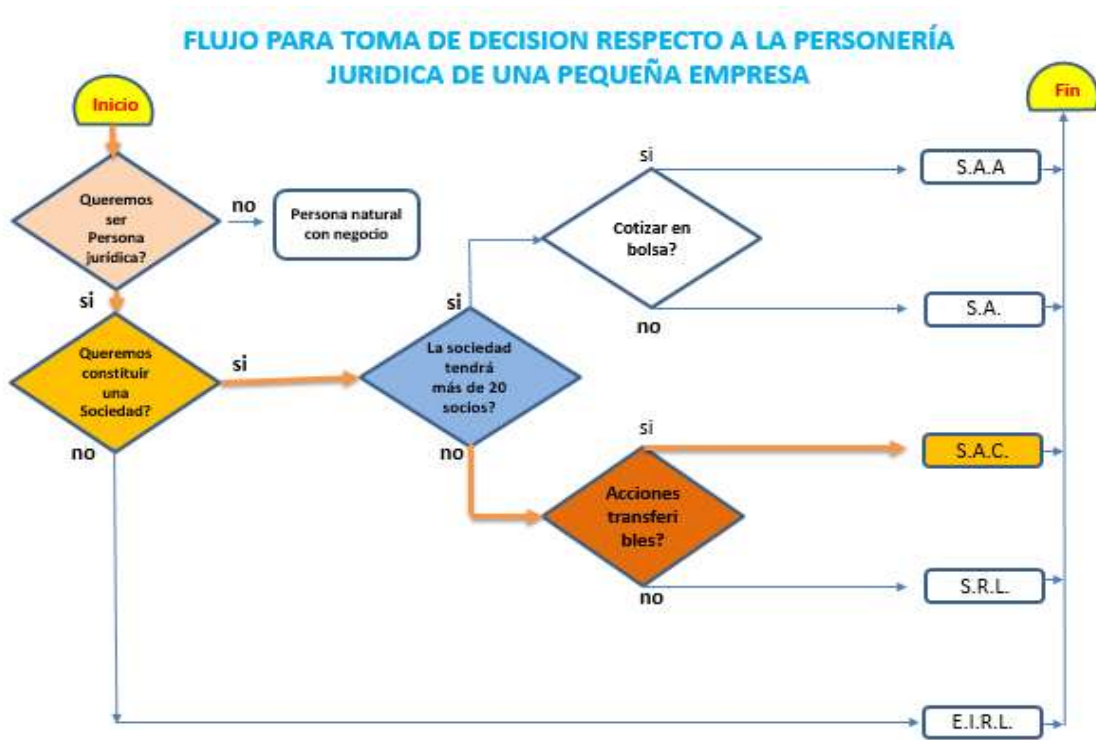 FLUJO PARA TOMA DE DECISION RESPECTO A LA PERSONERÍA
JURIDICA DE UNA PEQUEÑA EMPRESA
Inicio
Fin
Queremos
ser
Persona
jurídica?
no
Persona natural
con negocio
si
Queremos
constituir
una
Sociedad?
si
no
La sociedad
tendrá
más de 20
socios?
si
no
Cotizar en
bolsa?
si
no
Acciones
transferi
bles?
si
no
S.A.A
S.A.
S.A.C.
S.R.L.
E.I.R.L.